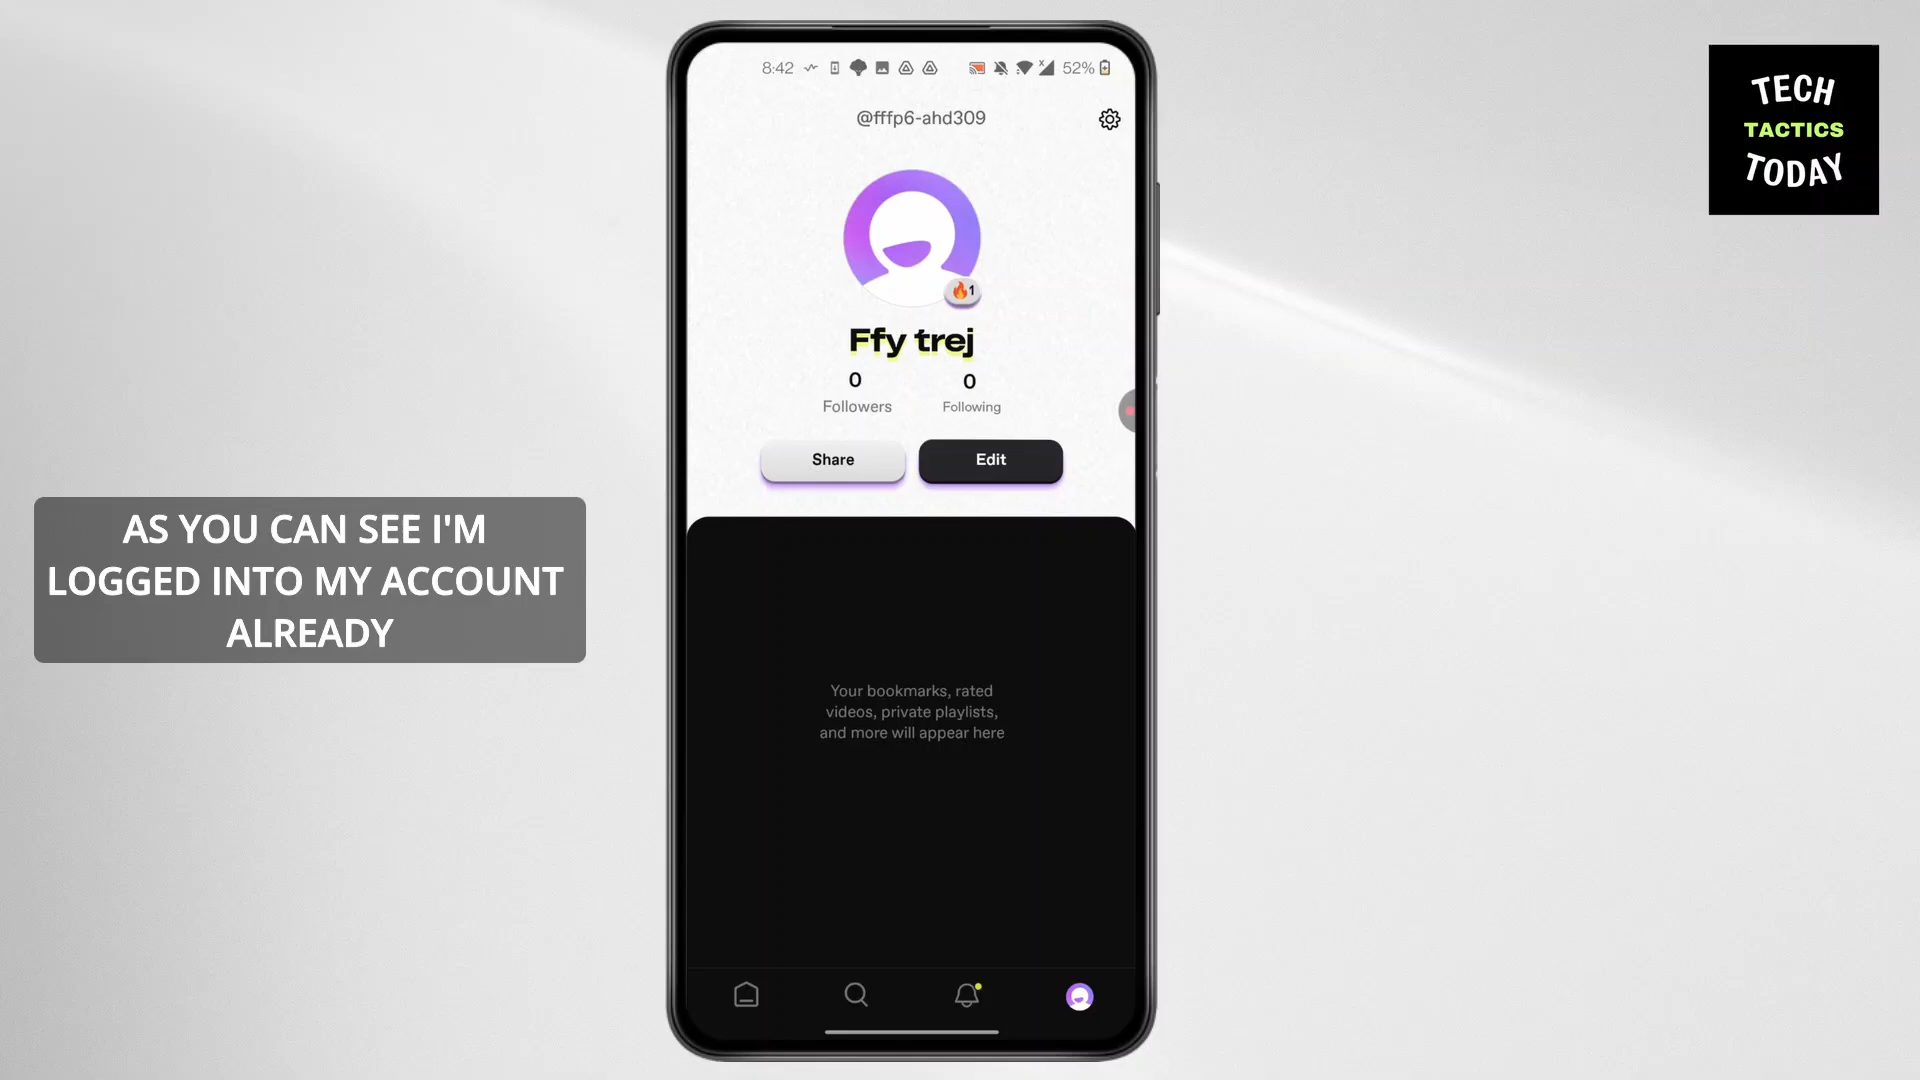 8:42
52%
@fffp6-ahd309
TECH
TACTICS
TODAY
1
Ffy trej
0
0
Followers
Following
Share
Edit
AS YOU CAN SEE I'M
LOGGED INTO MY ACCOUNT
ALREADY
Your bookmarks, rated
videos, private playlists,
and more will appear here